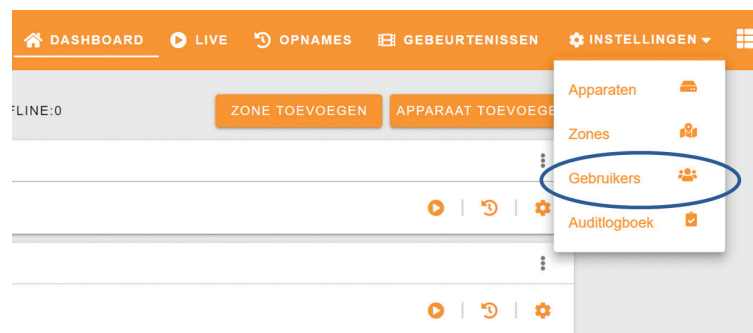 DASHBOARD LIVE OPNAMES GEBEURTENISSEN INSTELLINGEN
FLINE:0 ZONE TOEVOEGEN APPARAAT TOEVOEGE
Apparaten
Zones
Gebruikers
Auditlogboek